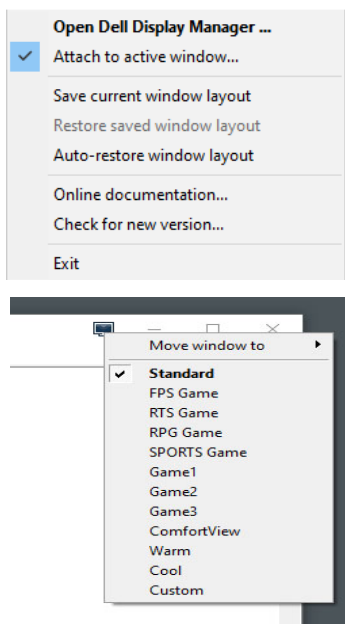 Open Dell Display Manager ...
Attach to active window...
Save current window layout
Restore saved window layout
Auto-restore window layout
Online documentation...
Check for new version...
Exit
Move window to
Standard
FPS Game
RTS Game
RPG Game
SPORTS Game
Game1
Game2
Game3
ComfortView
Warm
Cool
Custom